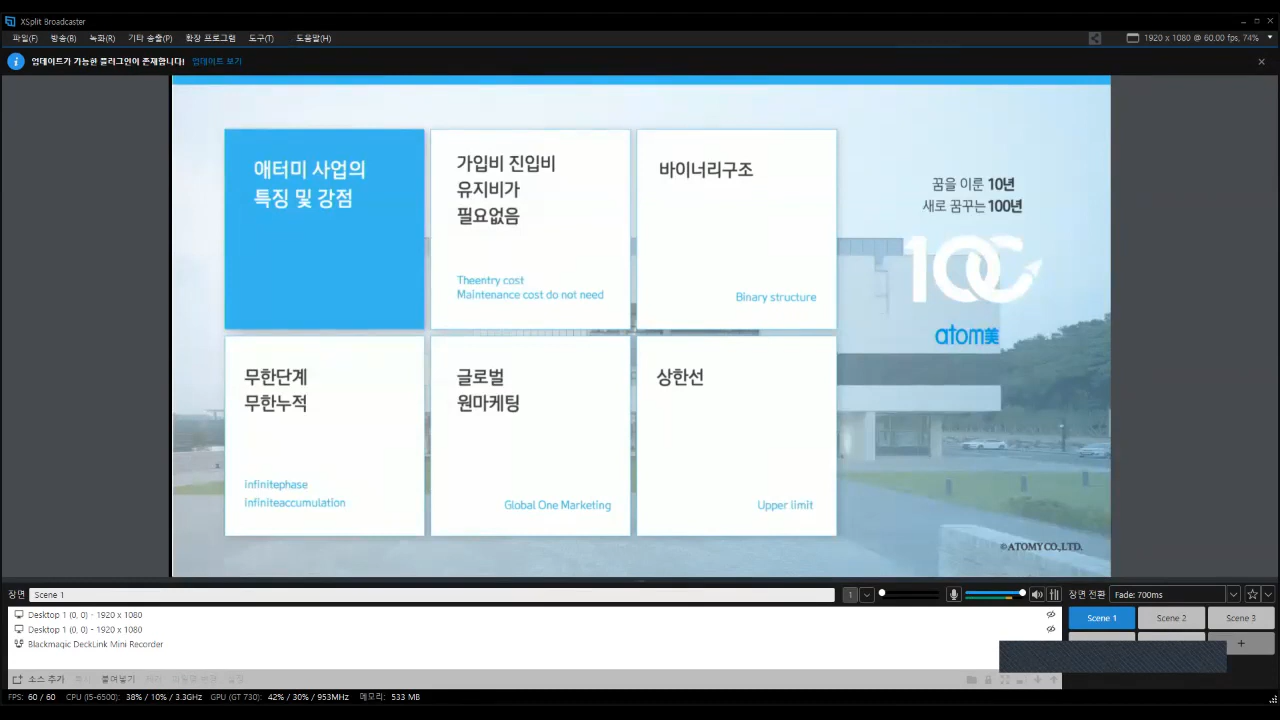 XSplit Broadcaster
파일(F) 방송(B) 녹화(R) 기타 송출(P) 확장 프로그램 도구(T) 도움말(H)
1920 x 1080 @ 60.00 fps, 74%
업데이트가 가능한 플러그인이 존재합니다! 업데이트 보기
애터미 사업의
특징 및 강점
가입비 진입비
유지비가
필요없음
Theentry cost
Maintenance cost do not need
바이너리구조
Binary structure
꿈을 이룬 10년
새로 꿈꾸는 100년
100
atom美
무한단계
무한누적
infinitephase
infiniteaccumulation
글로벌
원마케팅
Global One Marketing
상한선
Upper limit
©ATOMY CO.,LTD.
장면 Scene 1
1
장면 전환 Fade: 700ms
Desktop 1 (0, 0) - 1920 x 1080
Desktop 1 (0, 0) - 1920 x 1080
Blackmagic DeckLink Mini Recorder
Scene 1 Scene 2 Scene 3
소스 추가 붙여넣기
FPS: 60 / 60 CPU (i5-6500): 38% / 10% / 3.3GHz GPU (GT 730): 42% / 30% / 953MHz 메모리: 533 MB